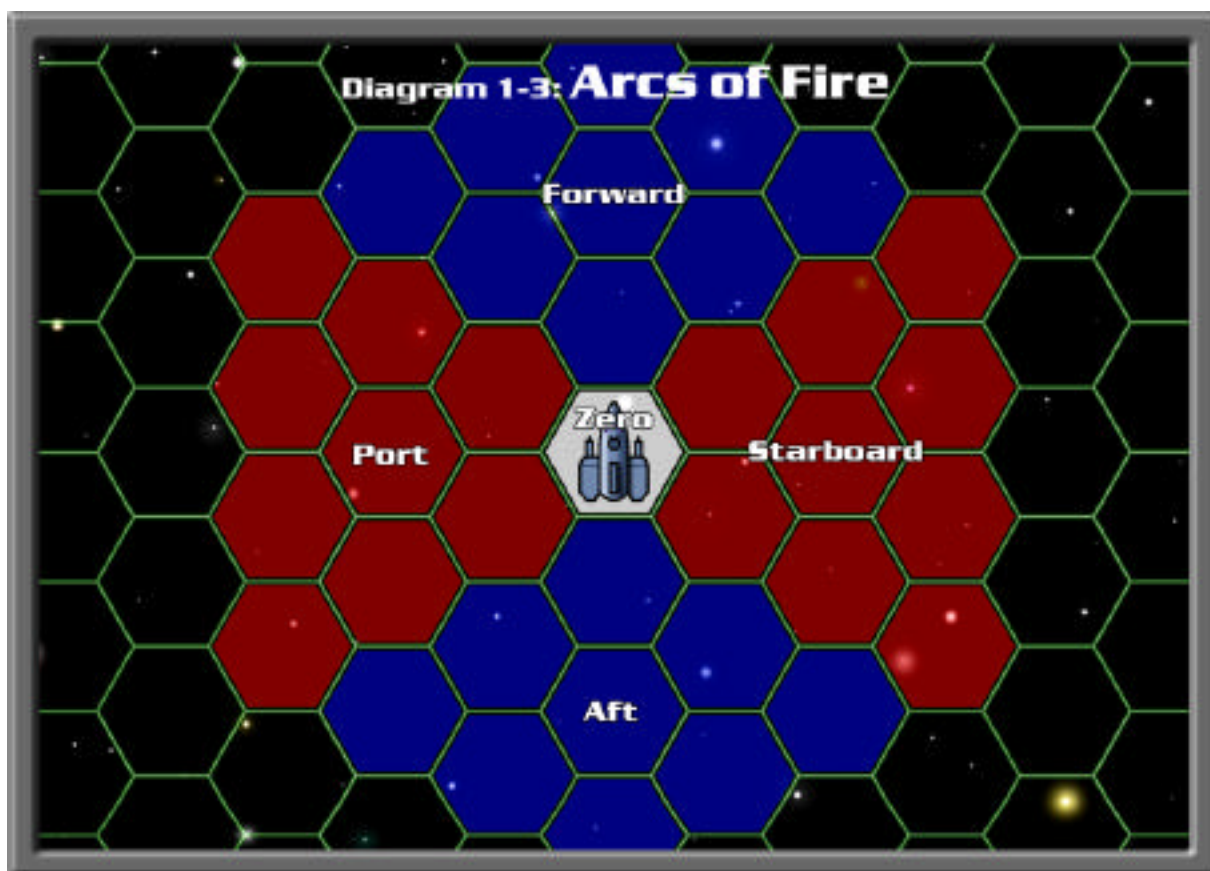 Diagram 1-3: Arcs of Fire
Forward
Zero
Port
Starboard
Aft